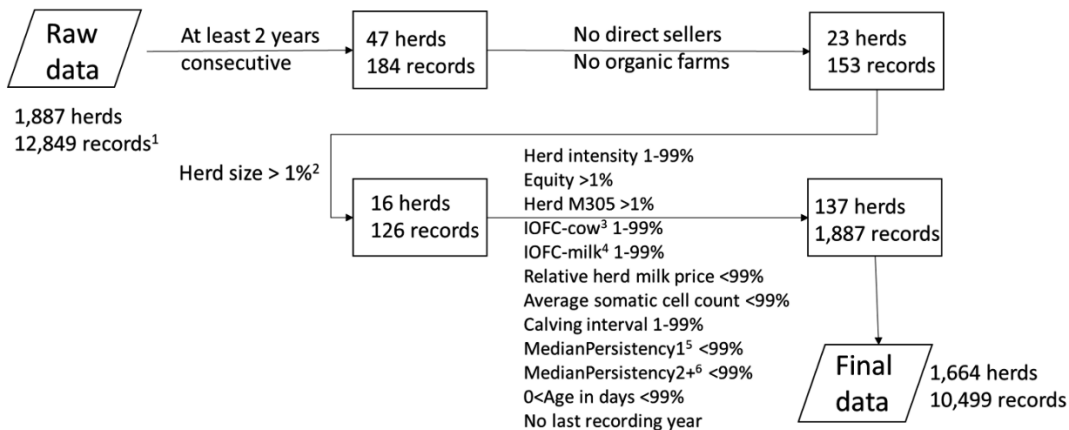 Raw
data
1,887 herds
12,849 records1
At least 2 years
consecutive
47 herds
184 records
No direct sellers
No organic farms
23 herds
153 records
Herd size > 1%2
16 herds
126 records
Herd intensity 1-99%
Equity >1%
Herd M305 >1%
IOFC-cow3 1-99%
IOFC-milk4 1-99%
Relative herd milk price <99%
Average somatic cell count <99%
Calving interval 1-99%
MedianPersistency15 <99%
MedianPersistency2+6 <99%
0<Age in days <99%
No last recording year
137 herds
1,887 records
Final
data
1,664 herds
10,499 records